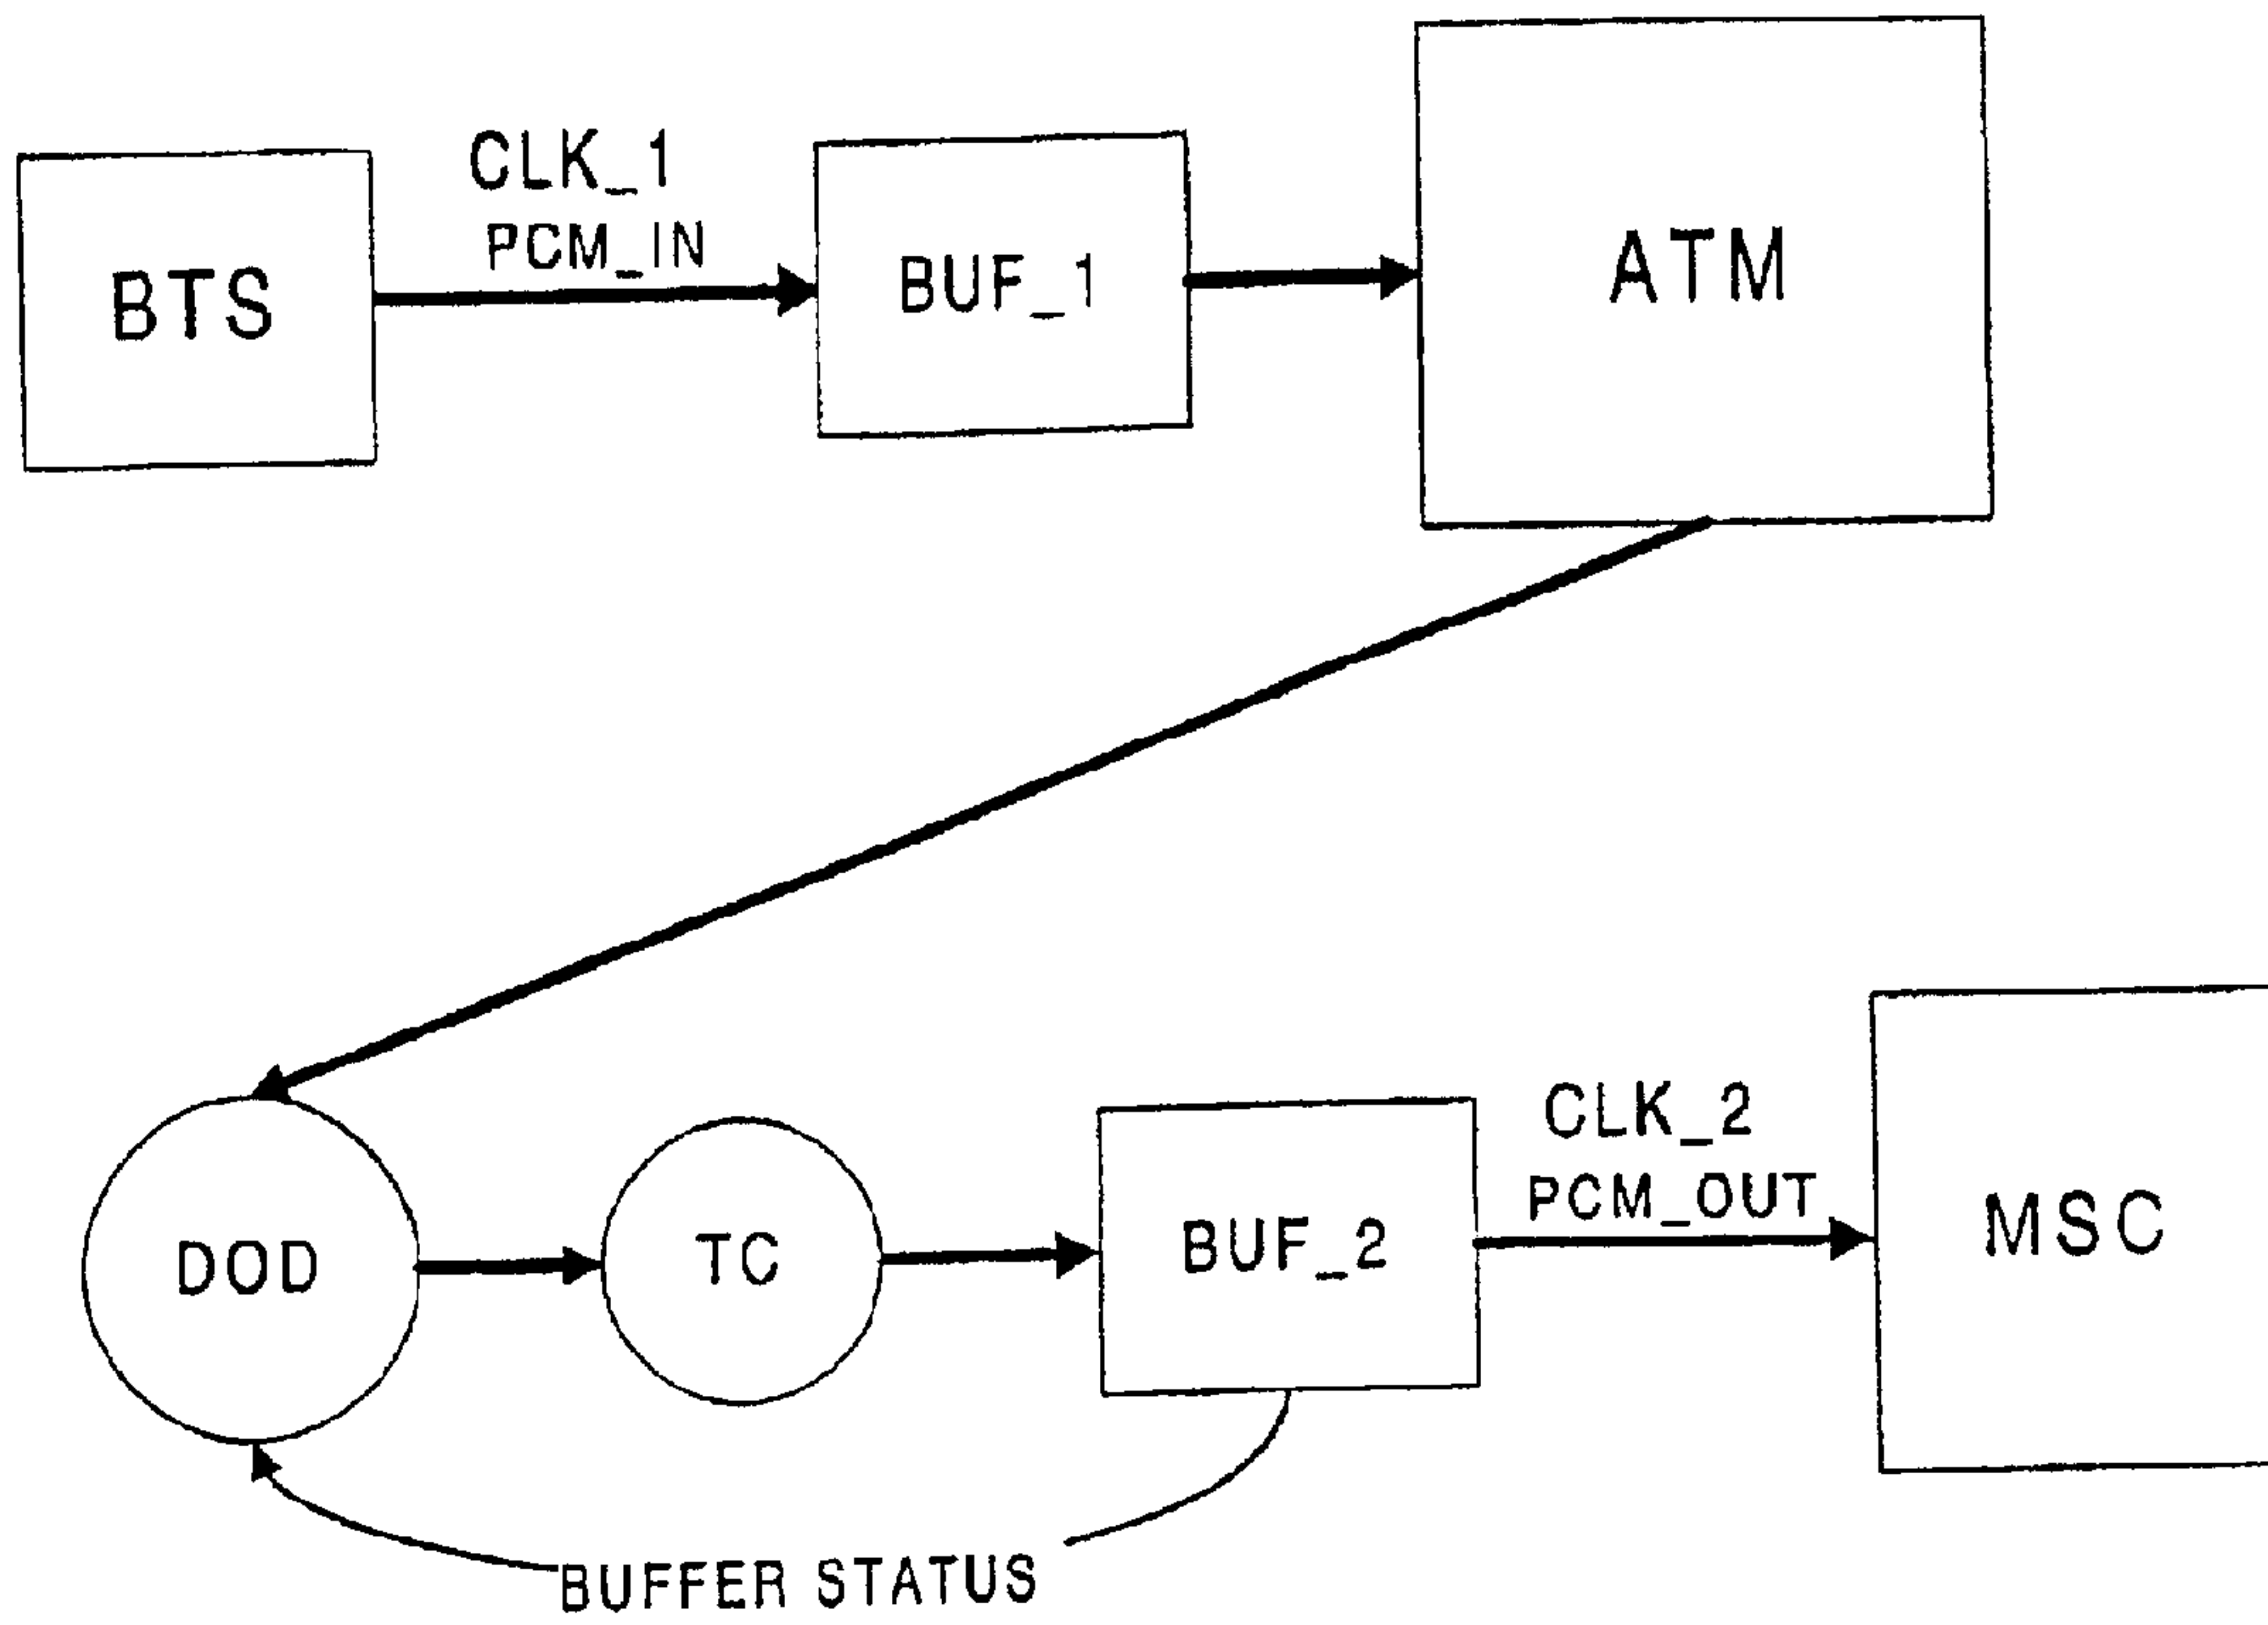 CLK_1
PCM_IN
BTS
BUF_1
ATM
DOD
TC
BUF_2
CLK_2
PCM_OUT
MSC
BUFFER STATUS